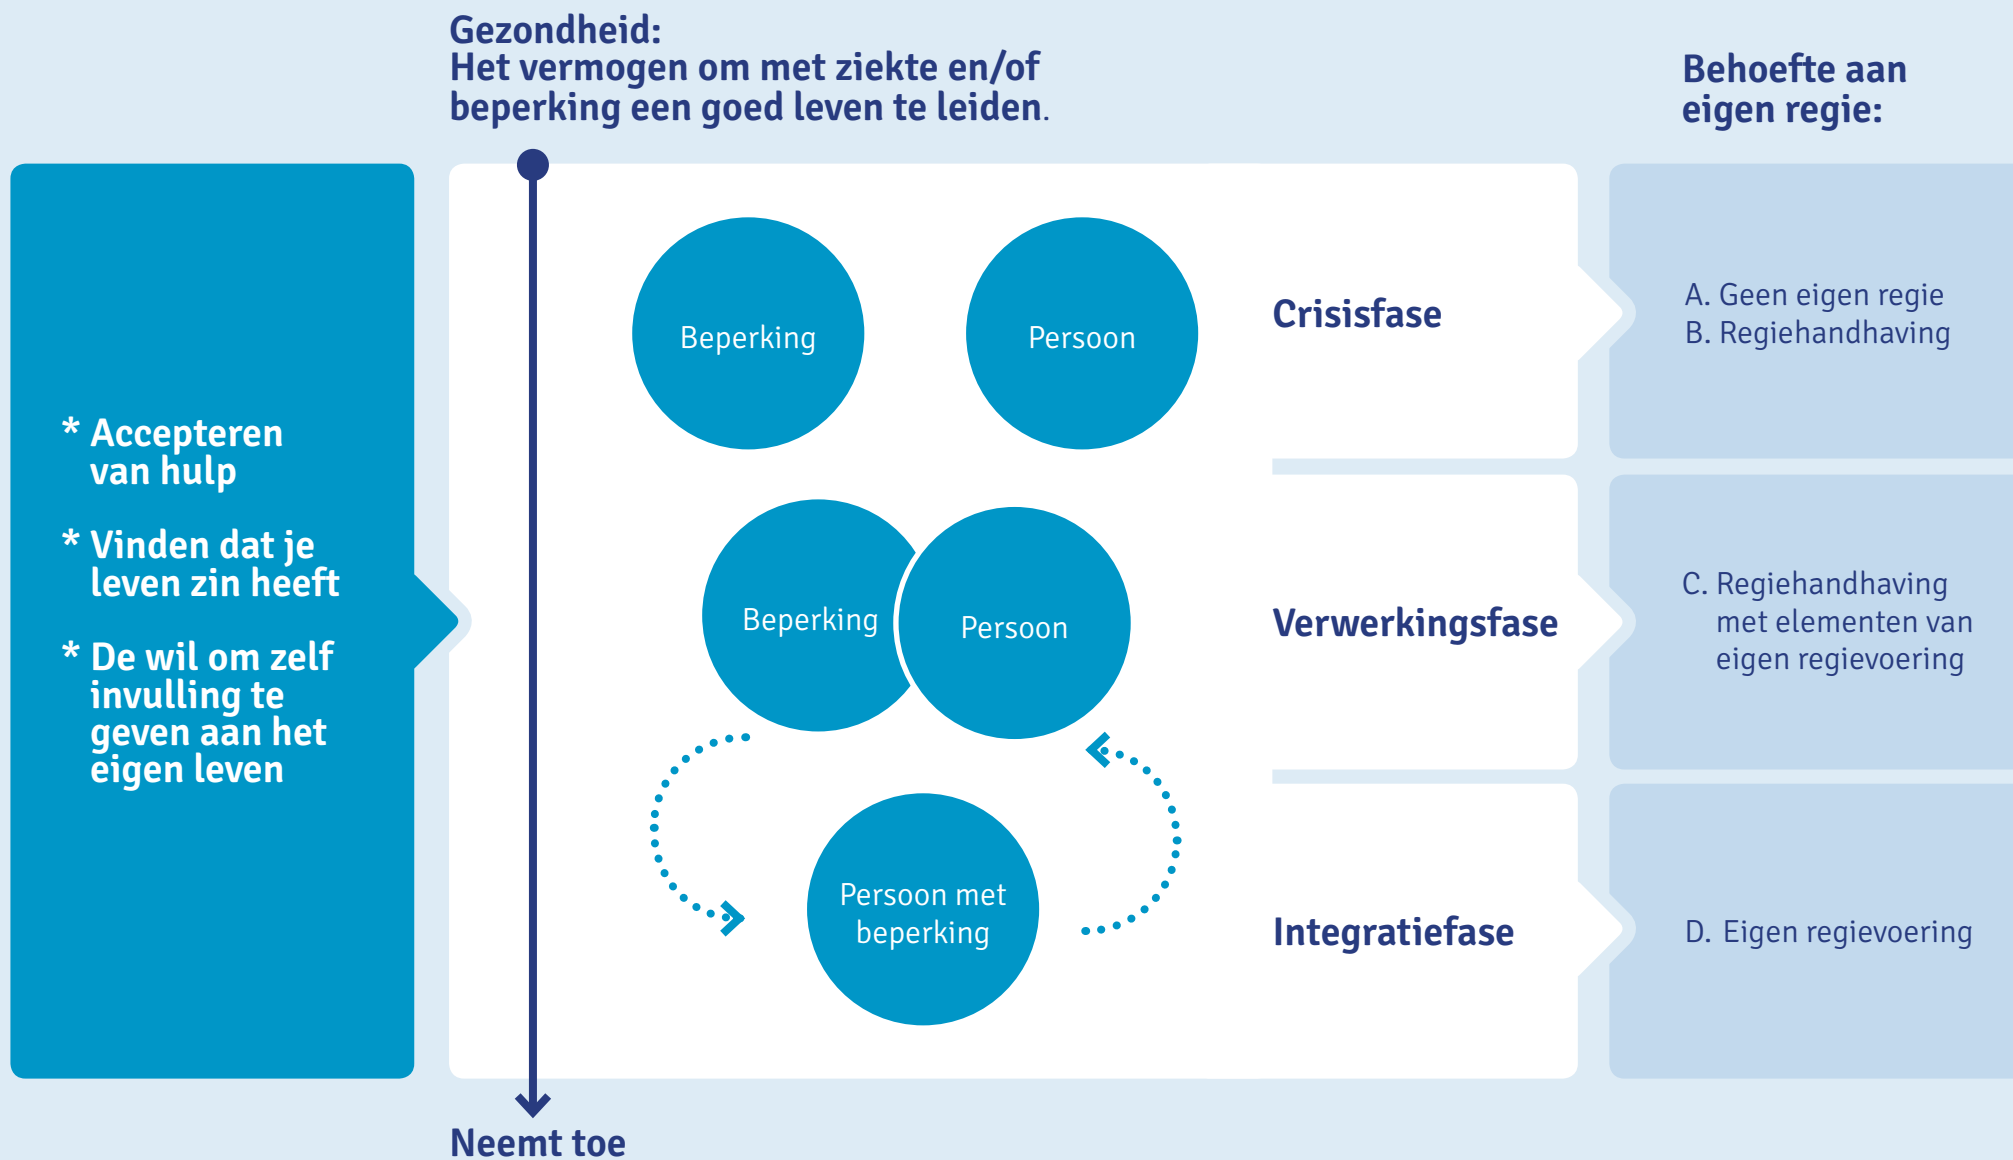 Gezondheid:
Het vermogen om met ziekte en/of
beperking een goed leven te leiden.
Behoefte aan
eigen regie:
* Accepteren
van hulp
* Vinden dat je
leven zin heeft
* De wil om zelf
invulling te
geven aan het
eigen leven
Beperking
Persoon
Crisisfase
A. Geen eigen regie
B. Regiehandhaving
Beperking
Persoon
Verwerkingsfase
C. Regiehandhaving
met elementen van
eigen regievoering
Persoon met
beperking
Integratiefase
D. Eigen regievoering
Neemt toe